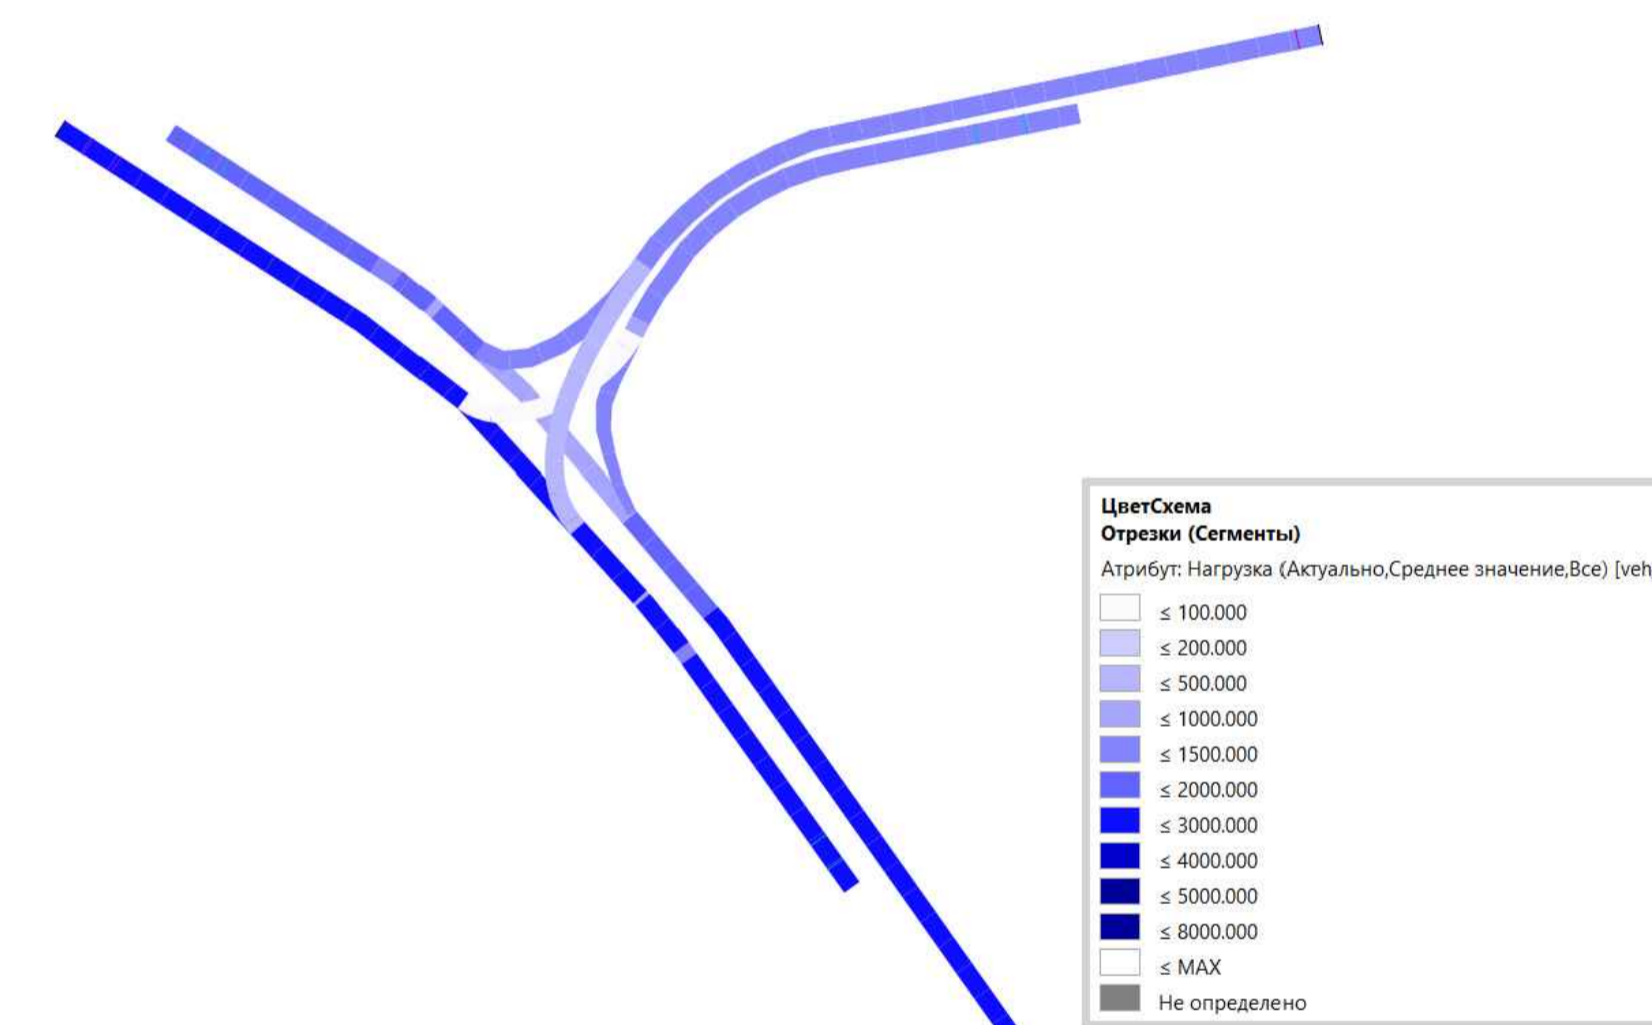 ЦветСхема
Отрезки (Сегменты)
Атрибут: Нагрузка (Актуально,Среднее значение,Все) [veh
≤ 100.000
≤ 200.000
≤ 500.000
≤ 1000.000
≤ 1500.000
≤ 2000.000
≤ 3000.000
≤ 4000.000
≤ 5000.000
≤ 8000.000
≤ MAX
Не определено